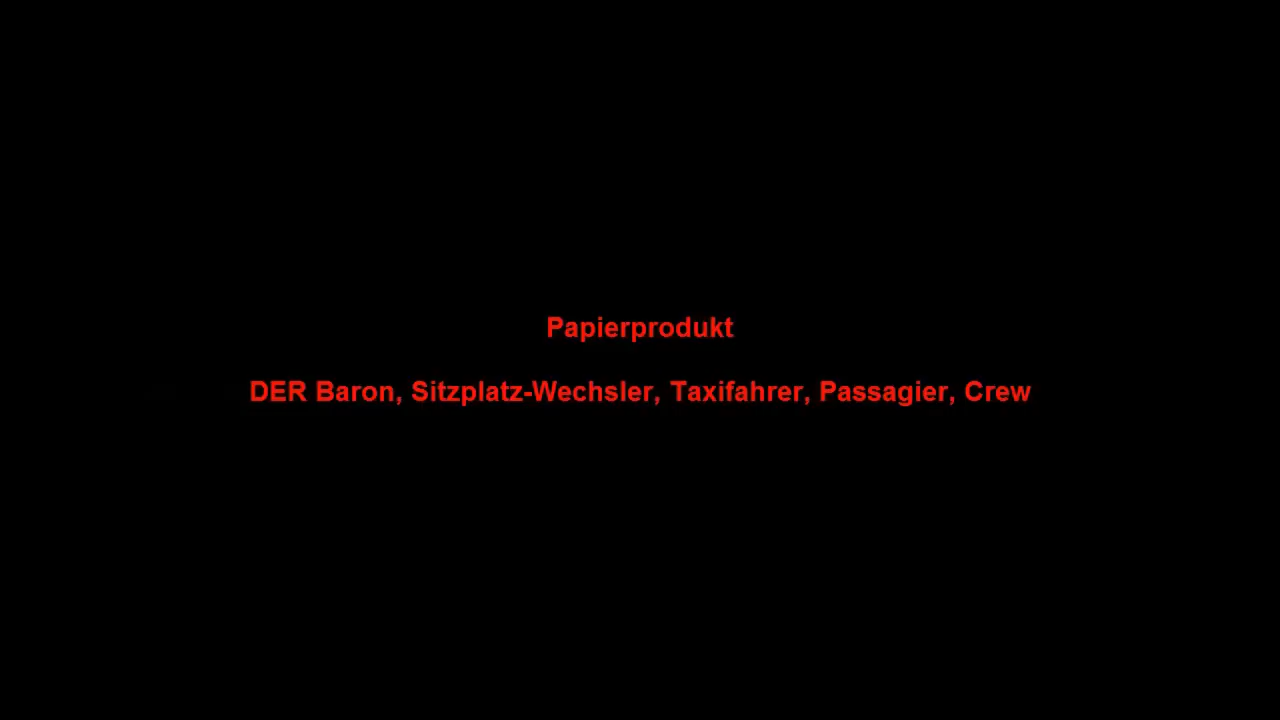 Papierprodukt
DER Baron, Sitzplatz-Wechsler, Taxifahrer, Passagier, Crew